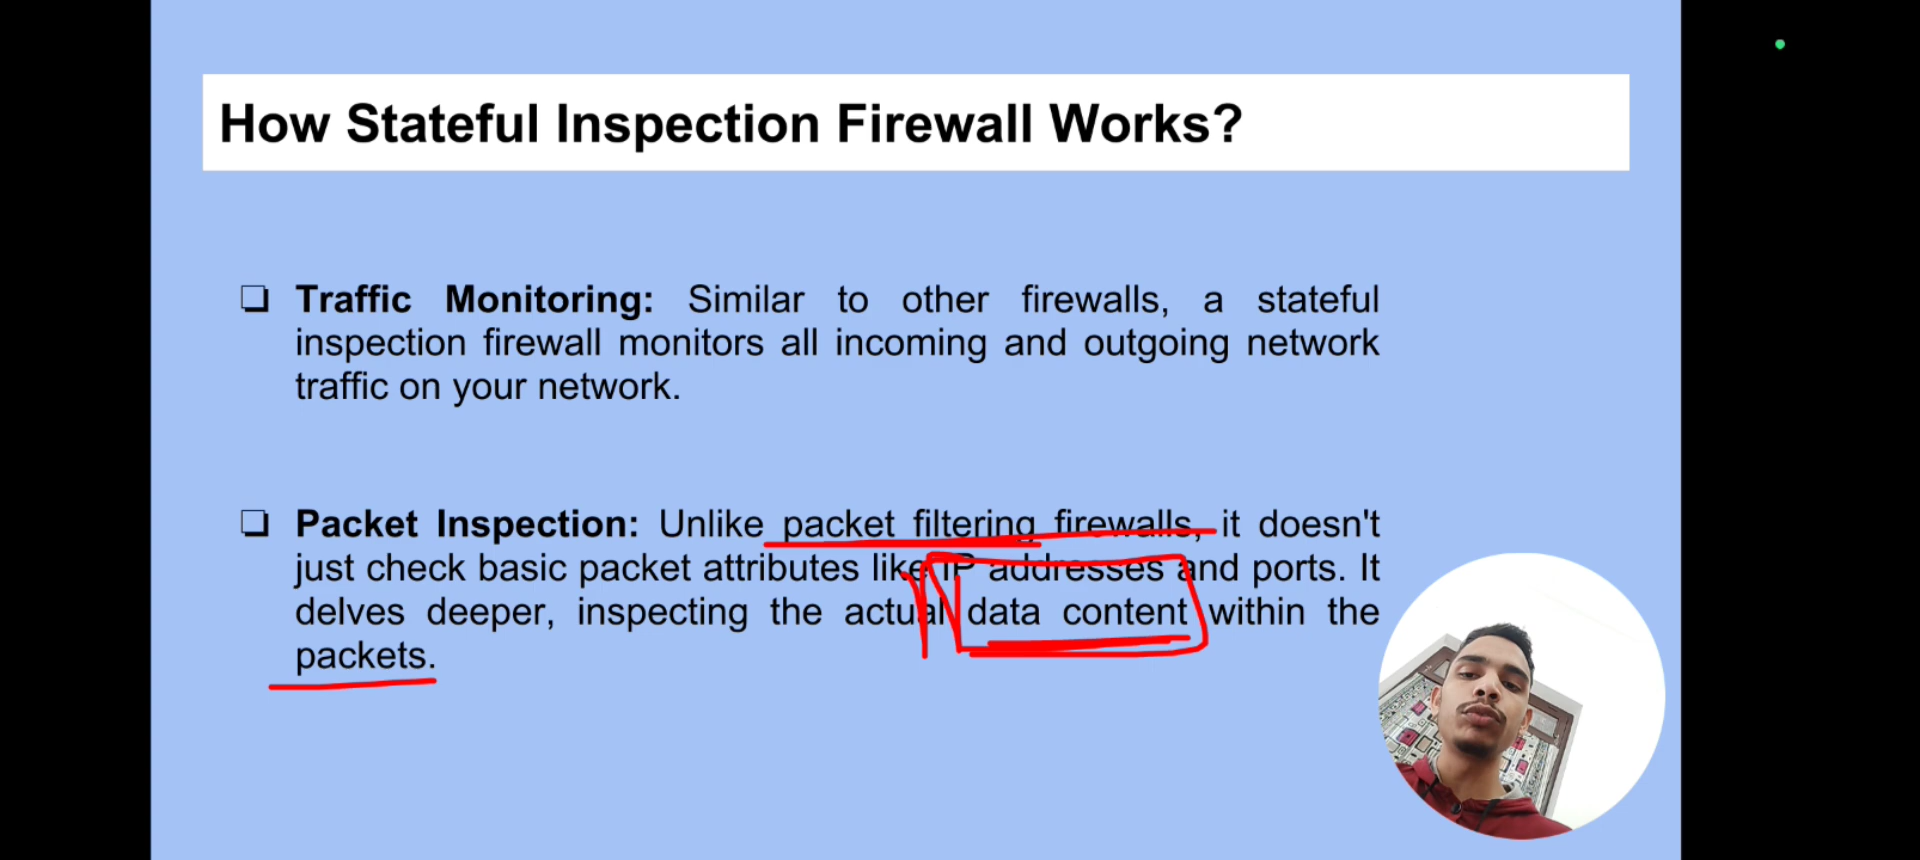 How Stateful Inspection Firewall Works?
Traffic Monitoring: Similar to other firewalls, a stateful
inspection firewall monitors all incoming and outgoing network
traffic on your network.
Packet Inspection: Unlike packet filtering firewalls, it doesn't
just check basic packet attributes like IP addresses and ports. It
delves deeper, inspecting the actual data content within the
packets.